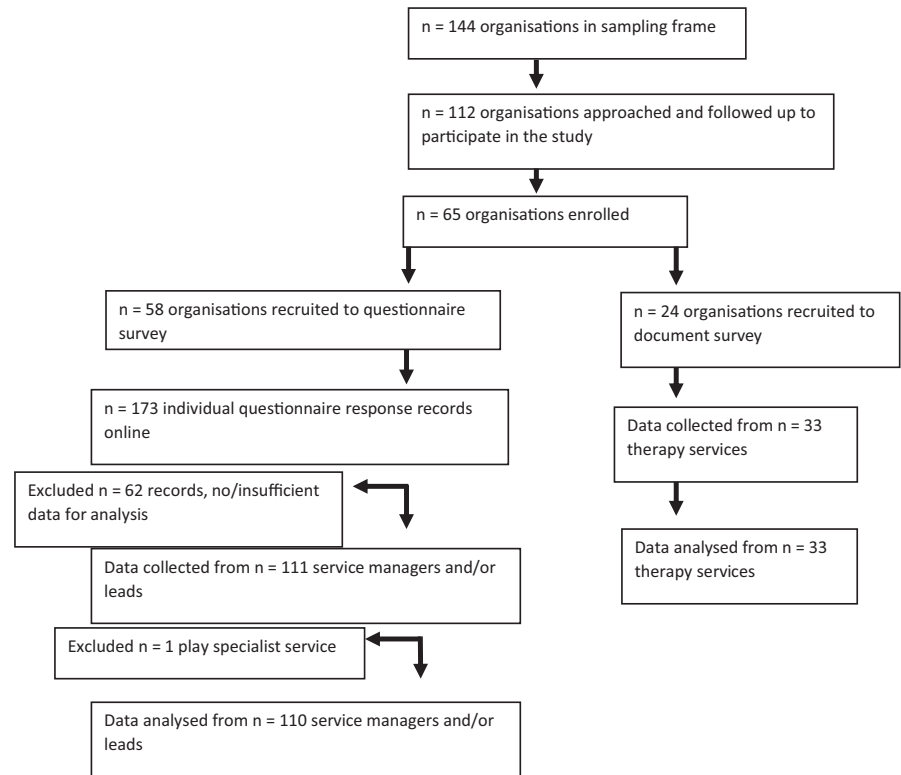 n = 144 organisations in sampling frame
n = 112 organisations approached and followed up to
participate in the study
n = 65 organisations enrolled
n = 58 organisations recruited to questionnaire
survey
n = 24 organisations recruited to
document survey
n = 173 individual questionnaire response records
online
Data collected from n = 33
therapy services
Excluded n = 62 records, no/insufficient
data for analysis
Data analysed from n = 33
therapy services
Data collected from n = 111 service managers and/or
leads
Excluded n = 1 play specialist service
Data analysed from n = 110 service managers and/or
leads